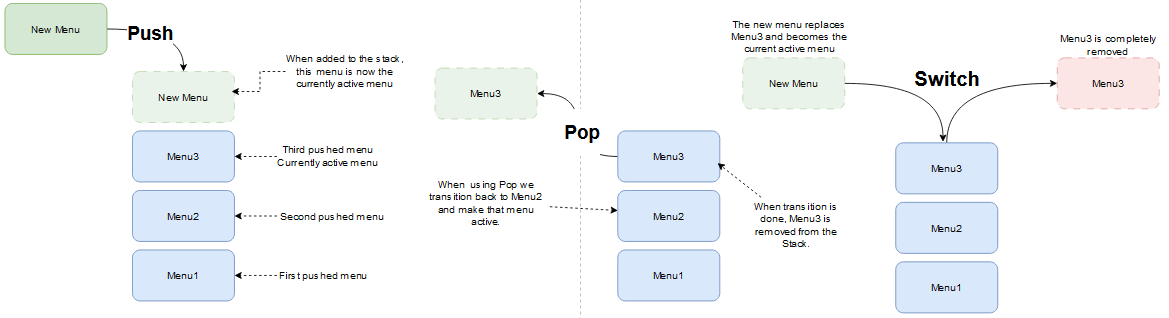 New Menu
Push
When added to the stack,
this menu is now the
currently active menu
New Menu
Menu3
Third pushed menu
Currently active menu
Menu2
Second pushed menu
Menu1
First pushed menu
Menu3
Pop
Menu3
When using Pop we
transition back to Menu2
and make that menu
active.
Menu2
When transition is
done, Menu3 is
removed from the
Stack.
Menu1
The new menu replaces
Menu3 and becomes the
current active menu
New Menu
Switch
Menu3 is completely
removed
Menu3
Menu3
Menu2
Menu1